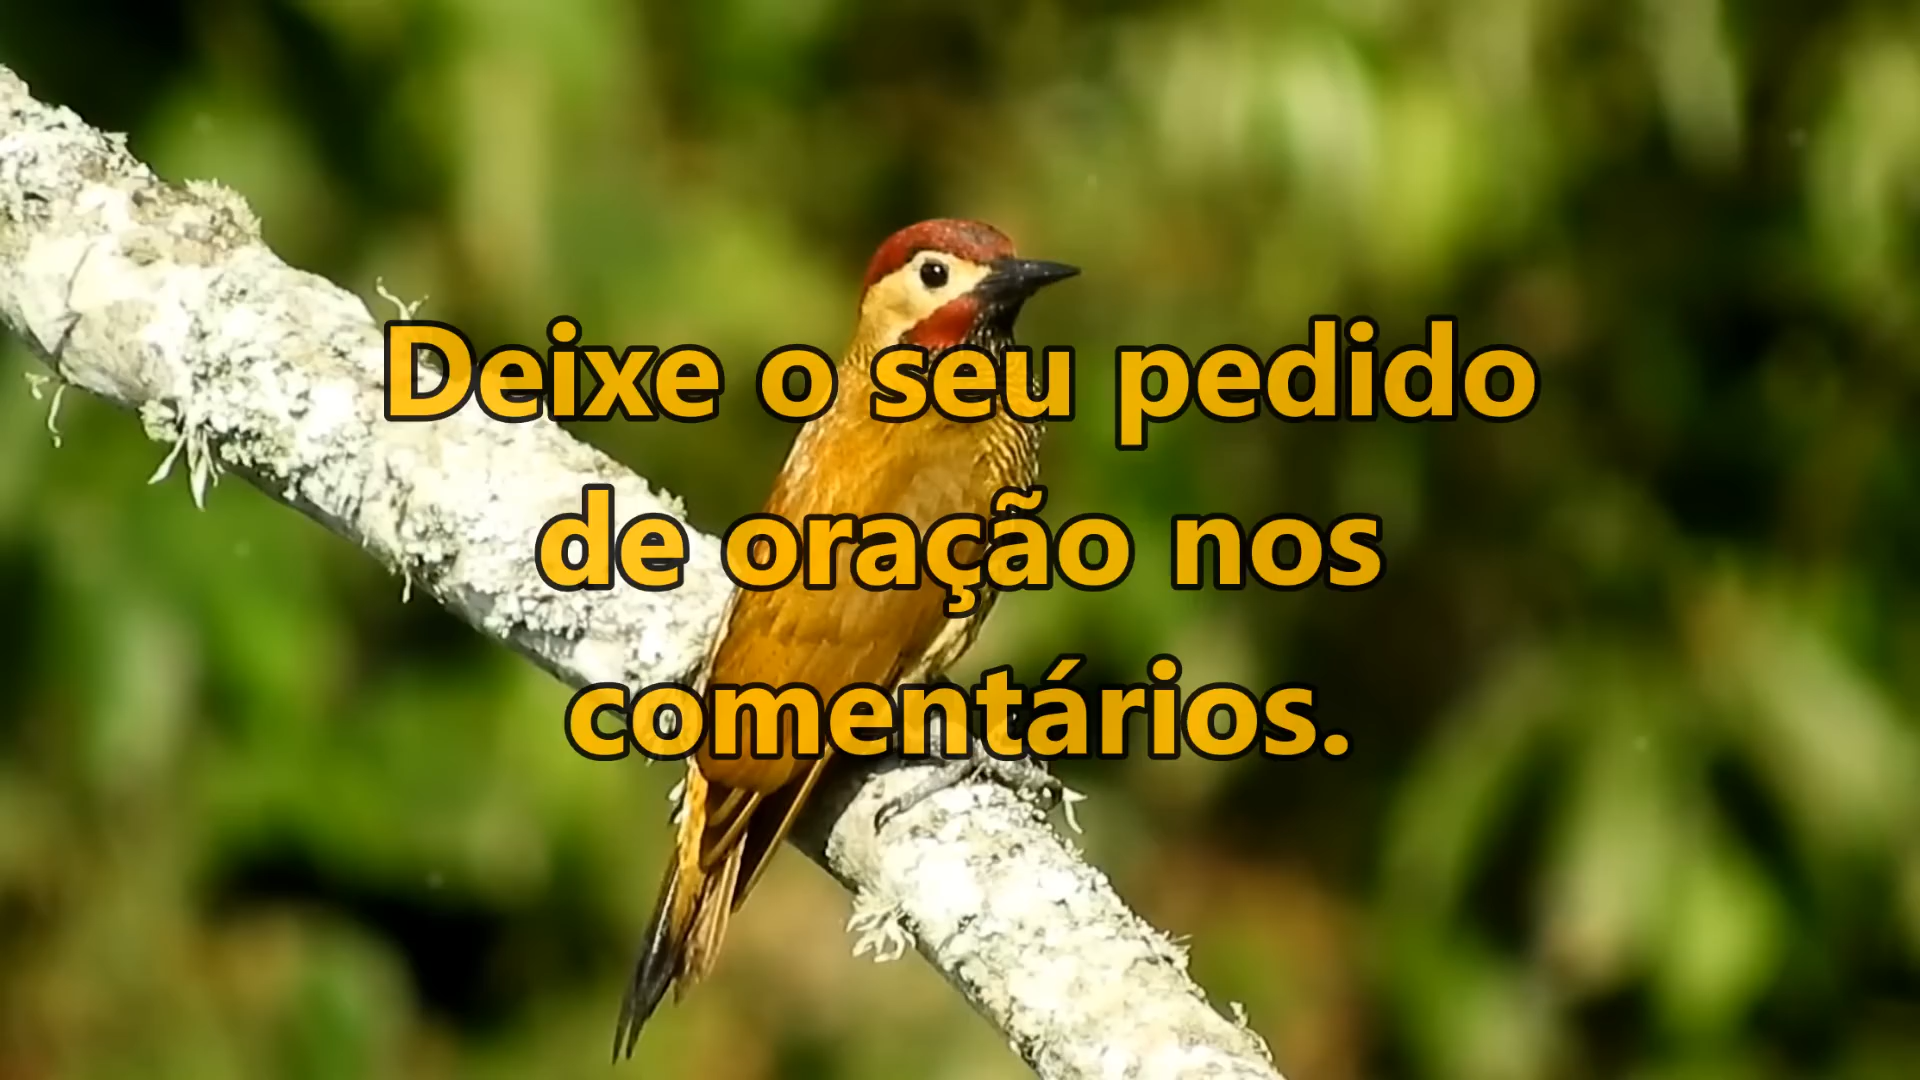 Deixe o seu pedido
de oração nos
comentários.